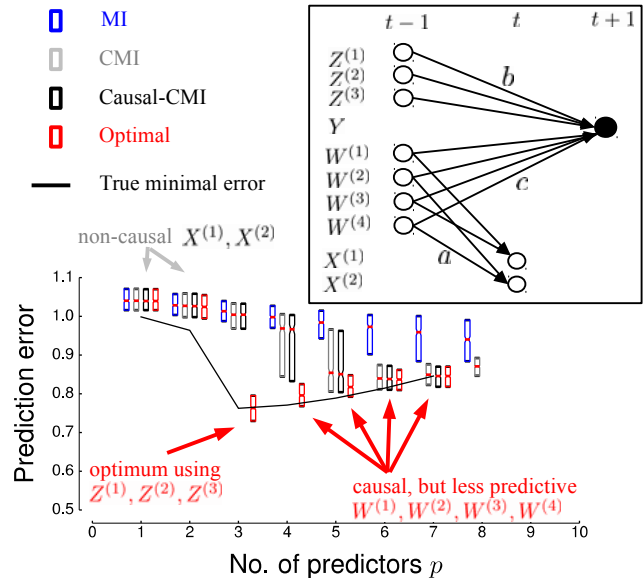 MI
CMI
Causal-CMI
Optimal
True minimal error
t − 1 t t + 1
Z^(1)
Z^(2)
Z^(3)
Y
W^(1)
W^(2)
W^(3)
W^(4)
X^(1)
X^(2)
b
c
a
non-causal X^(1), X^(2)
Prediction error
1.1
1.0
0.9
0.8
0.7
0.6
0.5
optimum using
Z^(1), Z^(2), Z^(3)
causal, but less predictive
W^(1), W^(2), W^(3), W^(4)
0 1 2 3 4 5 6 7 8 9 10
No. of predictors p